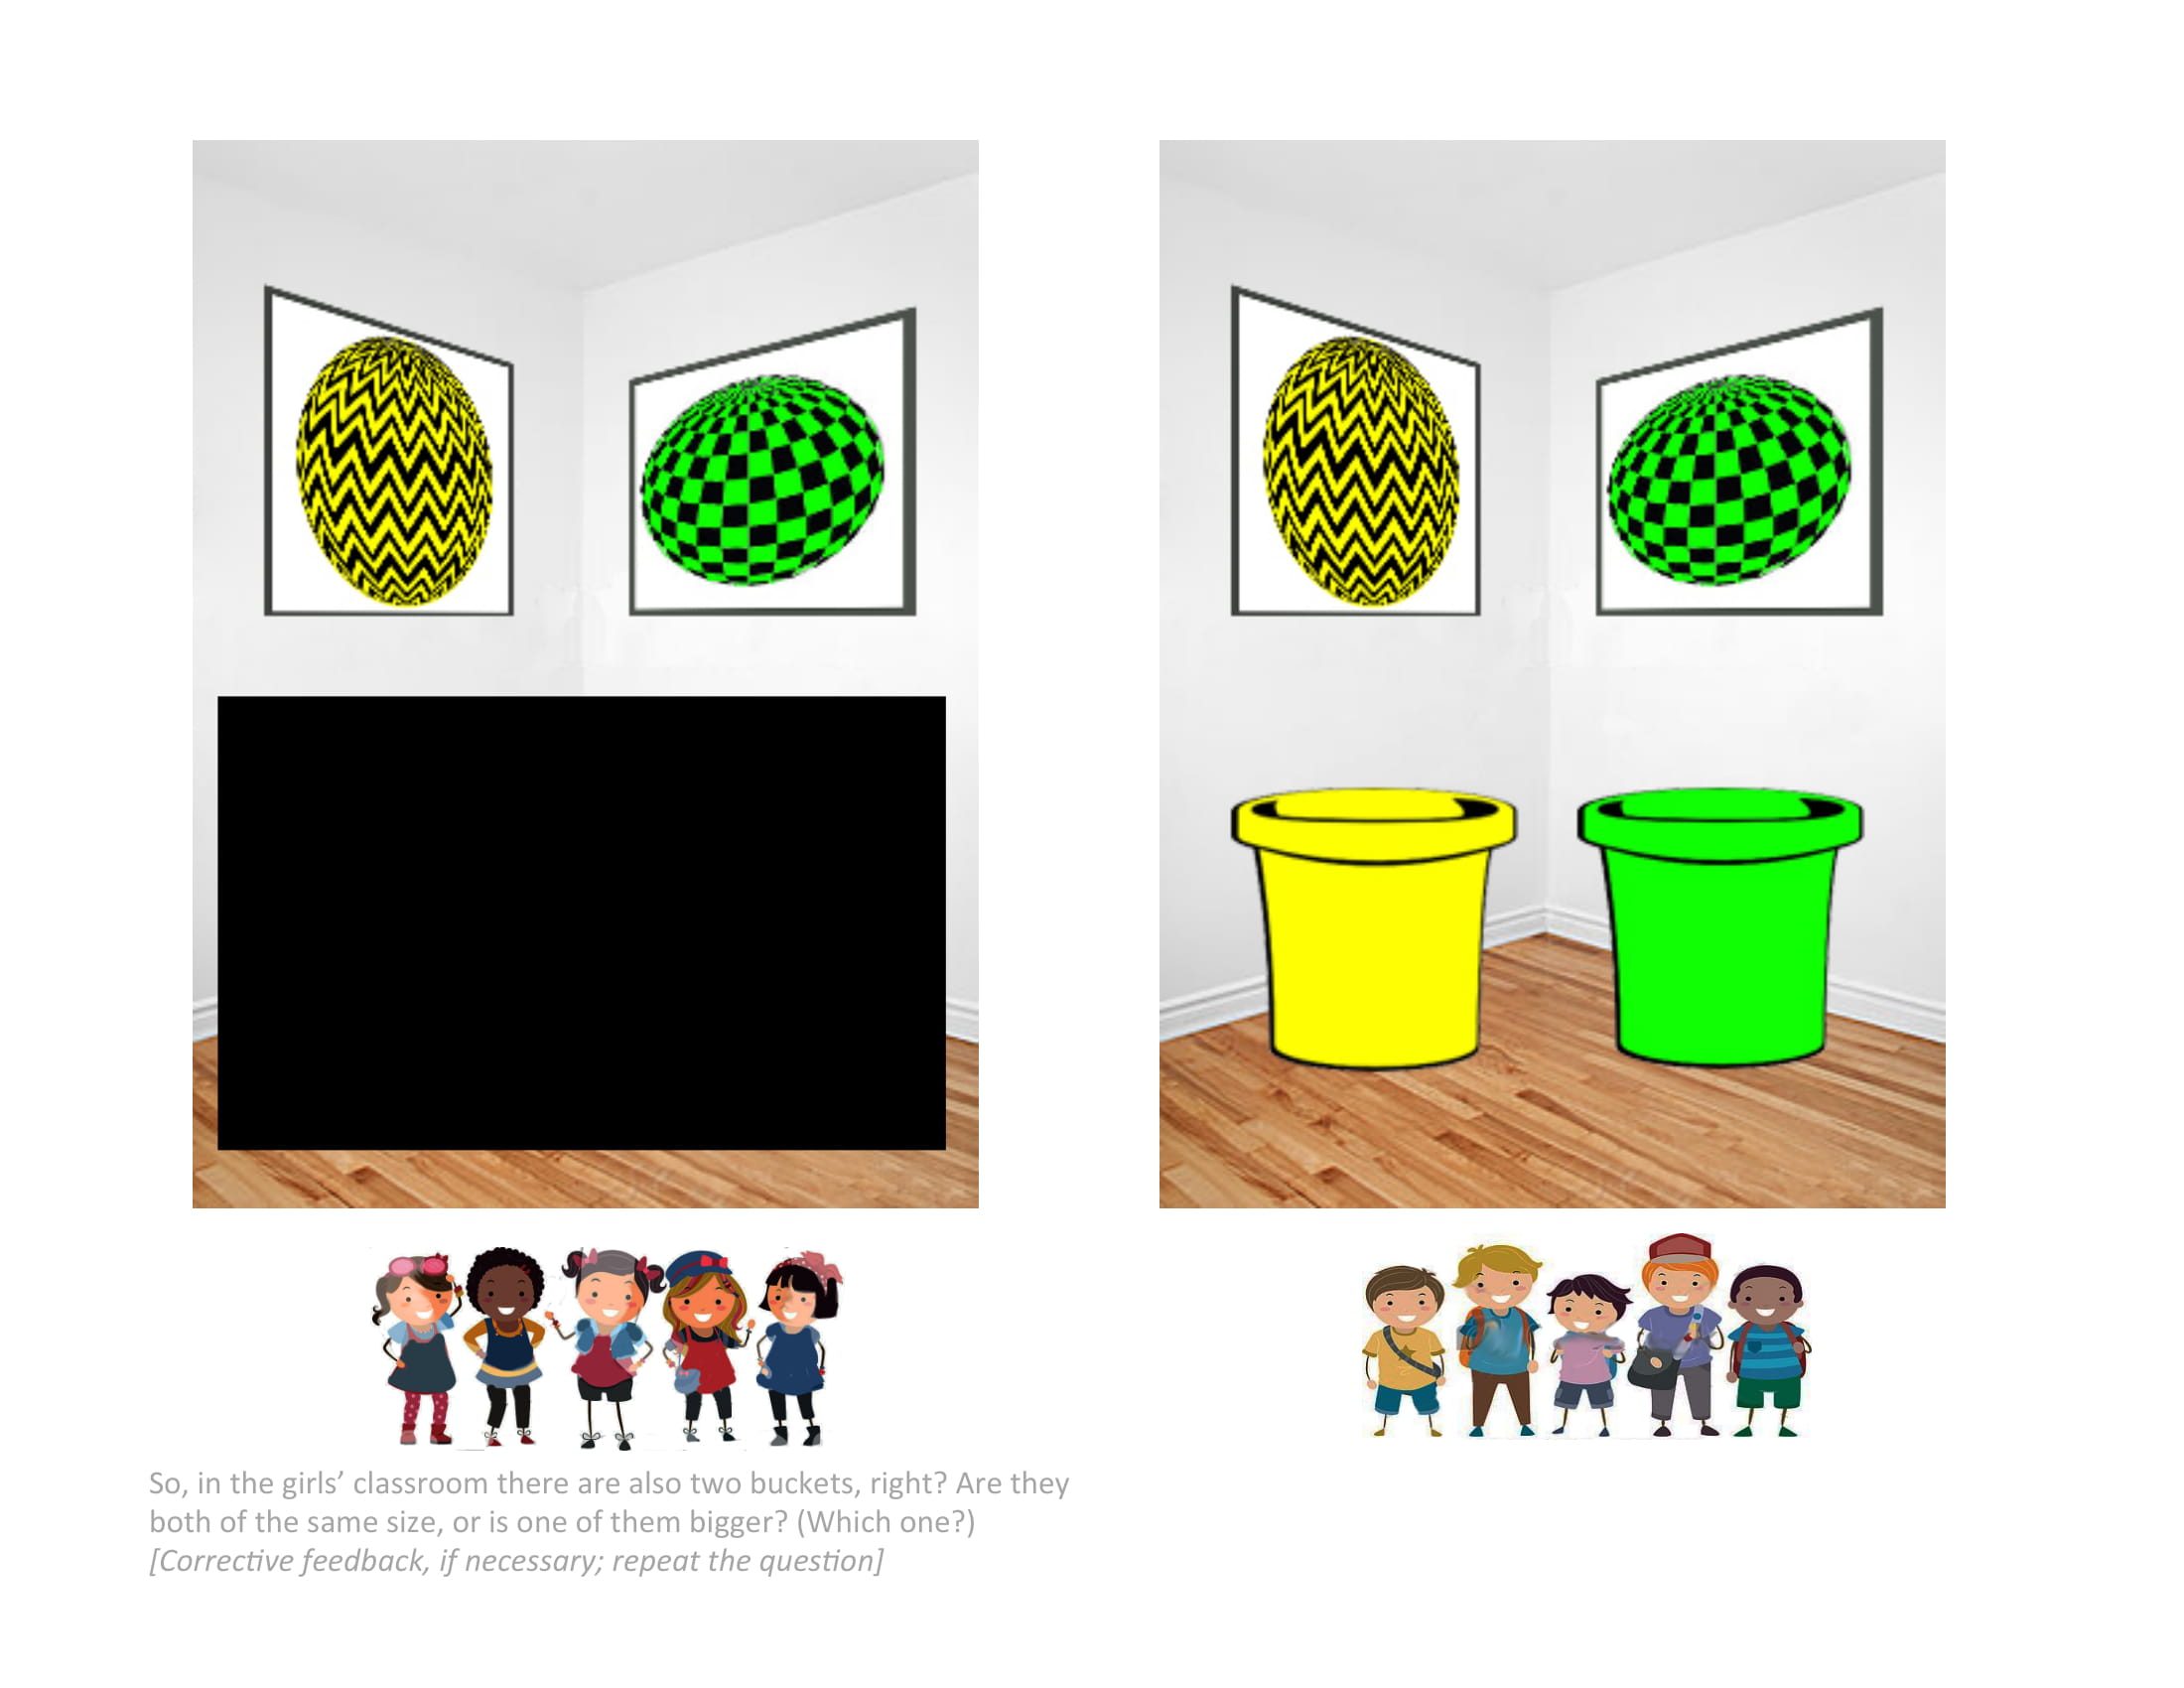 So, in the girls’ classroom there are also two buckets, right? Are they
both of the same size, or is one of them bigger? (Which one?)
[Corrective feedback, if necessary; repeat the question]